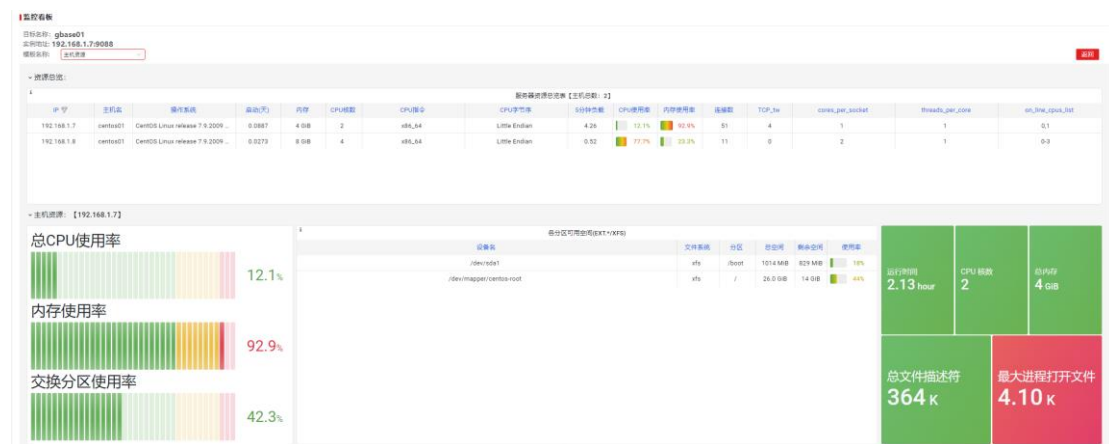 监控看板
目标名称: gbase01
实例地址: 192.168.1.7:9088
模板名称: 主机资源
返回
资源总览:
服务器资源总览表【主机总数: 2】
IP 主机名 操作系统 启动(天) 内存 CPU核数 CPU指令 CPU字节序 5分钟负载 CPU使用率 内存使用率 连接数 TCP_tw cores_per_socket threads_per_core on_line_cpus_list
192.168.1.7 centos01 CentOS Linux release 7.9.2009 ... 0.0887 4 GiB 2 x86_64 Little Endian 4.26 12.1% 92.9% 51 4 1 1 0,1
192.168.1.8 centos01 CentOS Linux release 7.9.2009 ... 0.0273 6 GiB 4 x86_64 Little Endian 0.52 77.7% 23.3% 11 0 2 1 0-3
主机资源: 【192.168.1.7】
总CPU使用率
12.1%
内存使用率
92.9%
交换分区使用率
42.3%
各分区可用空间(EXT.*/XFS)
设备名 文件系统 分区 总空间 剩余空间 使用率
/dev/sda1 xfs /boot 1014 MiB 829 MiB 18%
/dev/mapper/centos-root xfs / 26.0 GiB 14 GiB 44%
运行时间
2.13 hour
CPU 核数
2
总内存
4 GiB
总文件描述符
364 K
最大进程打开文件
4.10 K